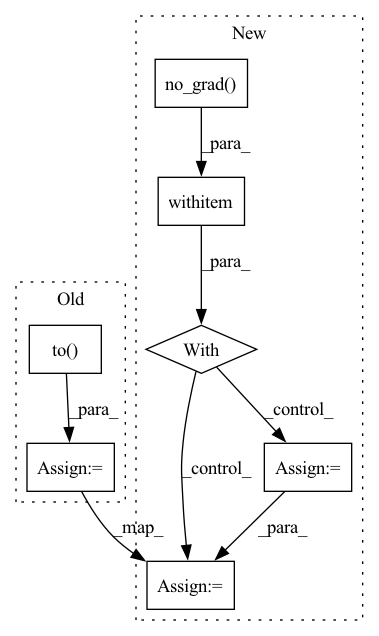 New
no_grad()
_para_
withitem
_para_
Old
to()
With
_para_
_control_
Assign:=
_control_
Assign:=
_map_
_para_
Assign:=